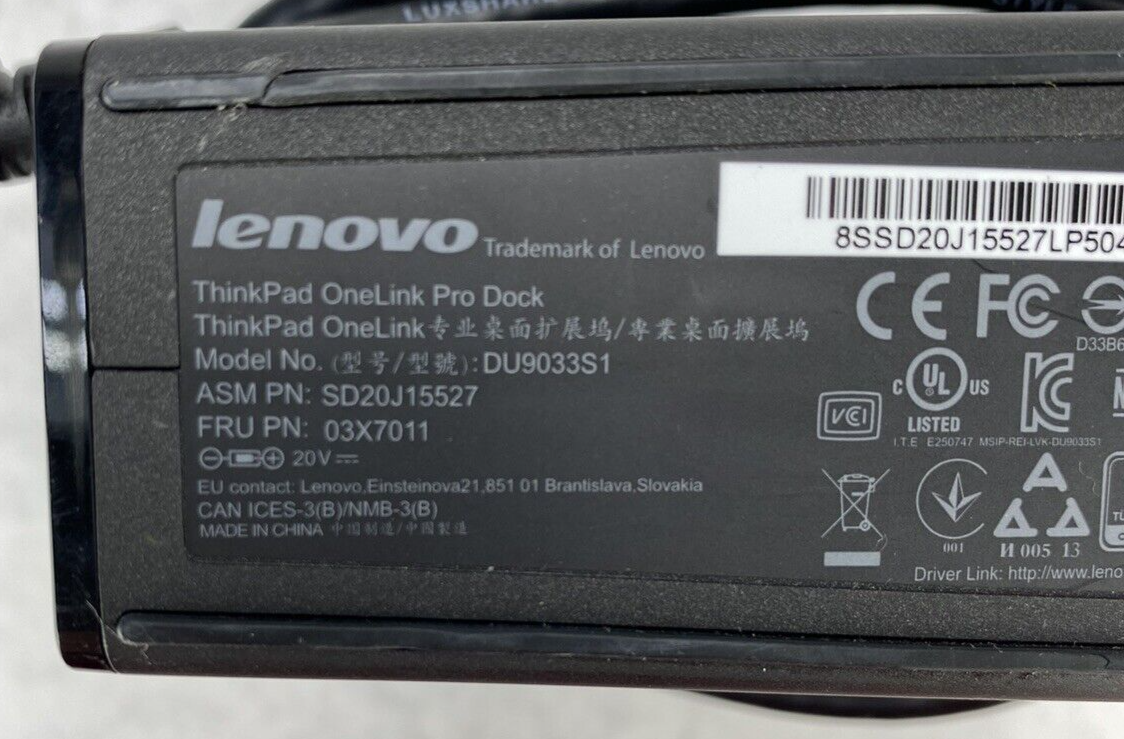 LUXSHARE
lenovo Trademark of Lenovo
8SSD20J15527LP504
ThinkPad OneLink Pro Dock
ThinkPad OneLink专业桌面扩展坞/專業桌面擴展塢
Model No. (型号/型號): DU9033S1
ASM PN: SD20J15527
FRU PN: 03X7011
20V
EU contact: Lenovo,Einsteinova21,851 01 Brantislava,Slovakia
CAN ICES-3(B)/NMB-3(B)
MADE IN CHINA 中国制造/中國製造
CE FC
D33B6
VCI
C UL US
LISTED
I.T.E E250747 MSIP-REI-LVK-DU9033S1
001
И 005 13
Driver Link: http://www.leno